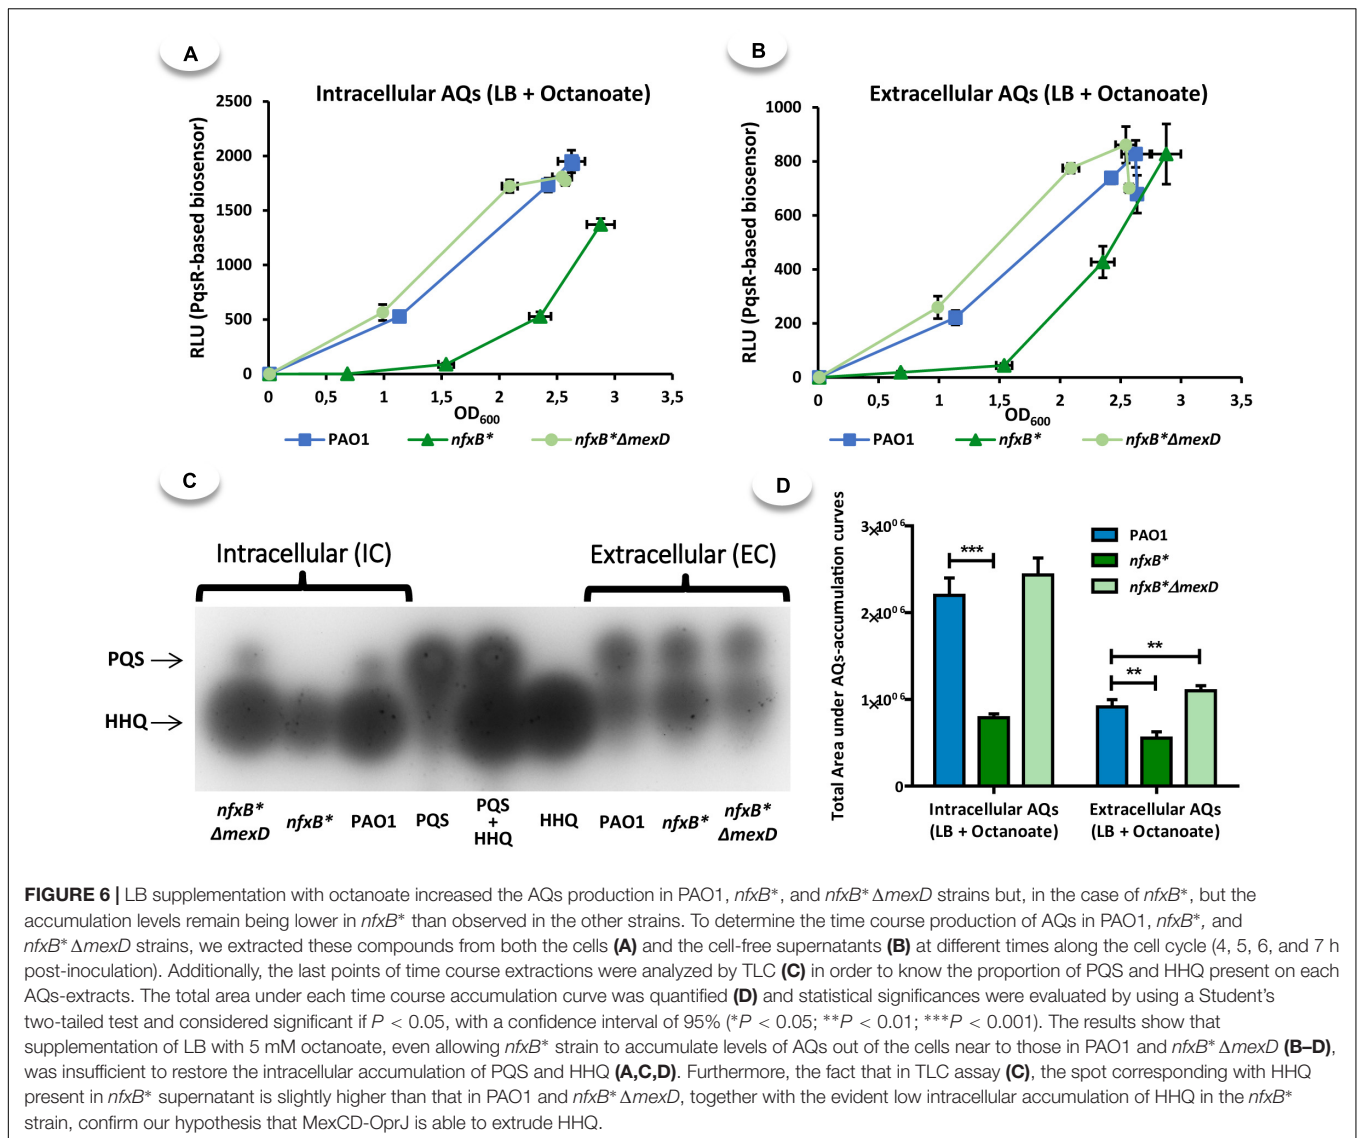 A
Intracellular AQs (LB + Octanoate)
RLU (PqsR-based biosensor)
2500
2000
1500
1000
500
0
0 0,5 1 1,5 2 2,5 3 3,5
OD600
PAO1 nfxB* nfxB*ΔmexD
B
Extracellular AQs (LB + Octanoate)
RLU (PqsR-based biosensor)
1000
800
600
400
200
0
0 0,5 1 1,5 2 2,5 3 3,5
OD600
PAO1 nfxB* nfxB*ΔmexD
C
Intracellular (IC) Extracellular (EC)
PQS
HHQ
nfxB* ΔmexD
nfxB*
PAO1
PQS
PQS + HHQ
HHQ
PAO1
nfxB*
nfxB* ΔmexD
D
Total Area under AQs-accumulation curves
3×10⁰⁶
2×10⁰⁶
1×10⁰⁶
0
PAO1
nfxB*
nfxB*ΔmexD
***
**
**
Intracellular AQs
(LB + Octanoate)
Extracellular AQs
(LB + Octanoate)
FIGURE 6 | LB supplementation with octanoate increased the AQs production in PAO1, nfxB*, and nfxB*ΔmexD strains but, in the case of nfxB*, but the
accumulation levels remain being lower in nfxB* than observed in the other strains. To determine the time course production of AQs in PAO1, nfxB*, and
nfxB*ΔmexD strains, we extracted these compounds from both the cells (A) and the cell-free supernatants (B) at different times along the cell cycle (4, 5, 6, and 7 h
post-inoculation). Additionally, the last points of time course extractions were analyzed by TLC (C) in order to know the proportion of PQS and HHQ present on each
AQs-extracts. The total area under each time course accumulation curve was quantified (D) and statistical significances were evaluated by using a Student's
two-tailed test and considered significant if P < 0.05, with a confidence interval of 95% (*P < 0.05; **P < 0.01; ***P < 0.001). The results show that
supplementation of LB with 5 mM octanoate, even allowing nfxB* strain to accumulate levels of AQs out of the cells near to those in PAO1 and nfxB*ΔmexD (B–D),
was insufficient to restore the intracellular accumulation of PQS and HHQ (A,C,D). Furthermore, the fact that in TLC assay (C), the spot corresponding with HHQ
present in nfxB* supernatant is slightly higher than that in PAO1 and nfxB*ΔmexD, together with the evident low intracellular accumulation of HHQ in the nfxB*
strain, confirm our hypothesis that MexCD-OprJ is able to extrude HHQ.